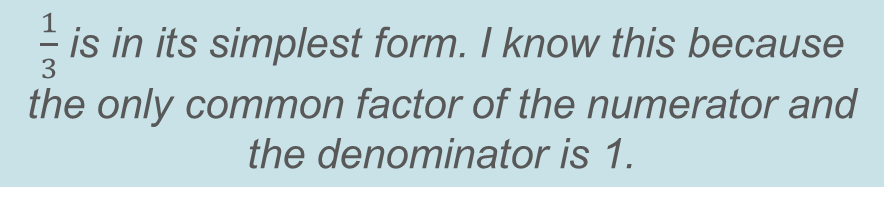 1/3 is in its simplest form. I know this because
the only common factor of the numerator and
the denominator is 1.